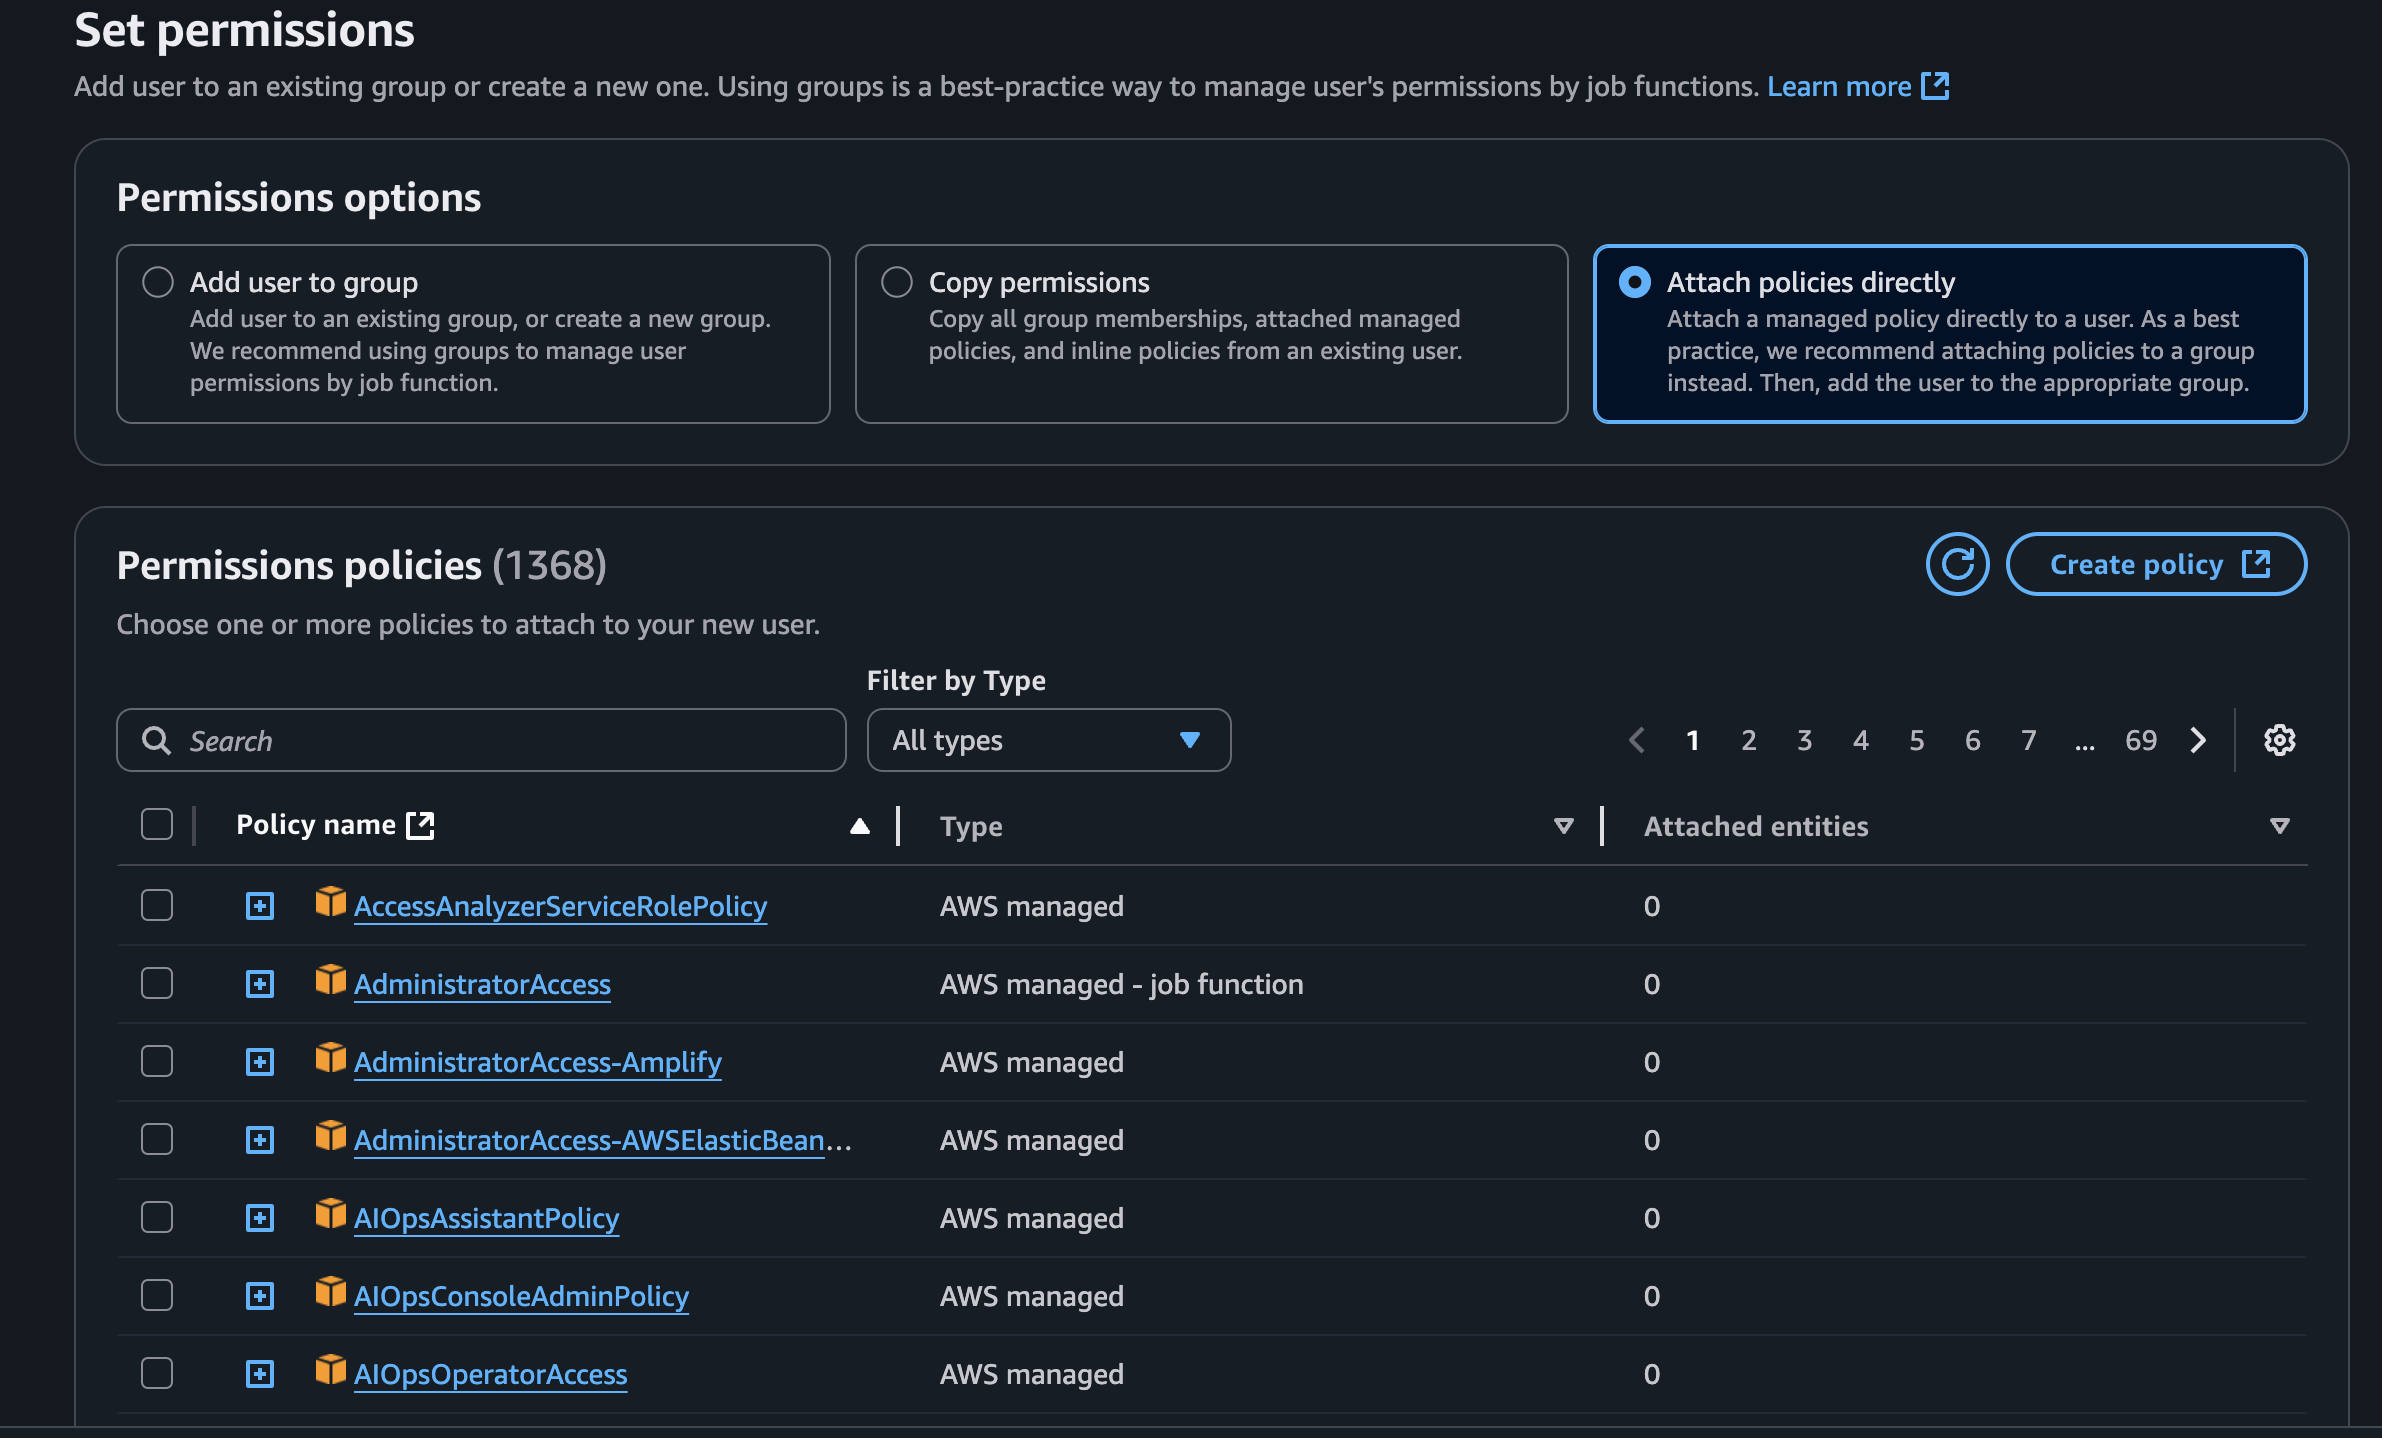 Set permissions
Add user to an existing group or create a new one. Using groups is a best-practice way to manage user's permissions by job functions. Learn more
Permissions options
Add user to group
Add user to an existing group, or create a new group.
We recommend using groups to manage user
permissions by job function.
Copy permissions
Copy all group memberships, attached managed
policies, and inline policies from an existing user.
Attach policies directly
Attach a managed policy directly to a user. As a best
practice, we recommend attaching policies to a group
instead. Then, add the user to the appropriate group.
Permissions policies (1368)
Create policy
Choose one or more policies to attach to your new user.
Filter by Type
Search
All types
1 2 3 4 5 6 7 ... 69
Policy name Type Attached entities
AccessAnalyzerServiceRolePolicy AWS managed 0
AdministratorAccess AWS managed - job function 0
AdministratorAccess-Amplify AWS managed 0
AdministratorAccess-AWSElasticBean... AWS managed 0
AIOpsAssistantPolicy AWS managed 0
AIOpsConsoleAdminPolicy AWS managed 0
AIOpsOperatorAccess AWS managed 0